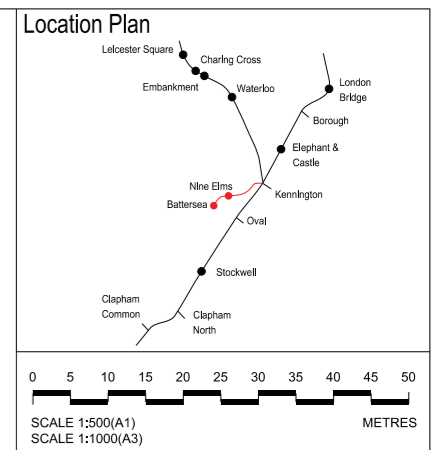 Location Plan
Leicester Square
Charing Cross
Embankment
Waterloo
London
Bridge
Borough
Elephant &
Castle
Nine Elms
Kennington
Battersea
Oval
Stockwell
Clapham
Common
Clapham
North
0 5 10 15 20 25 30 35 40 45 50
SCALE 1:500(A1) METRES
SCALE 1:1000(A3)